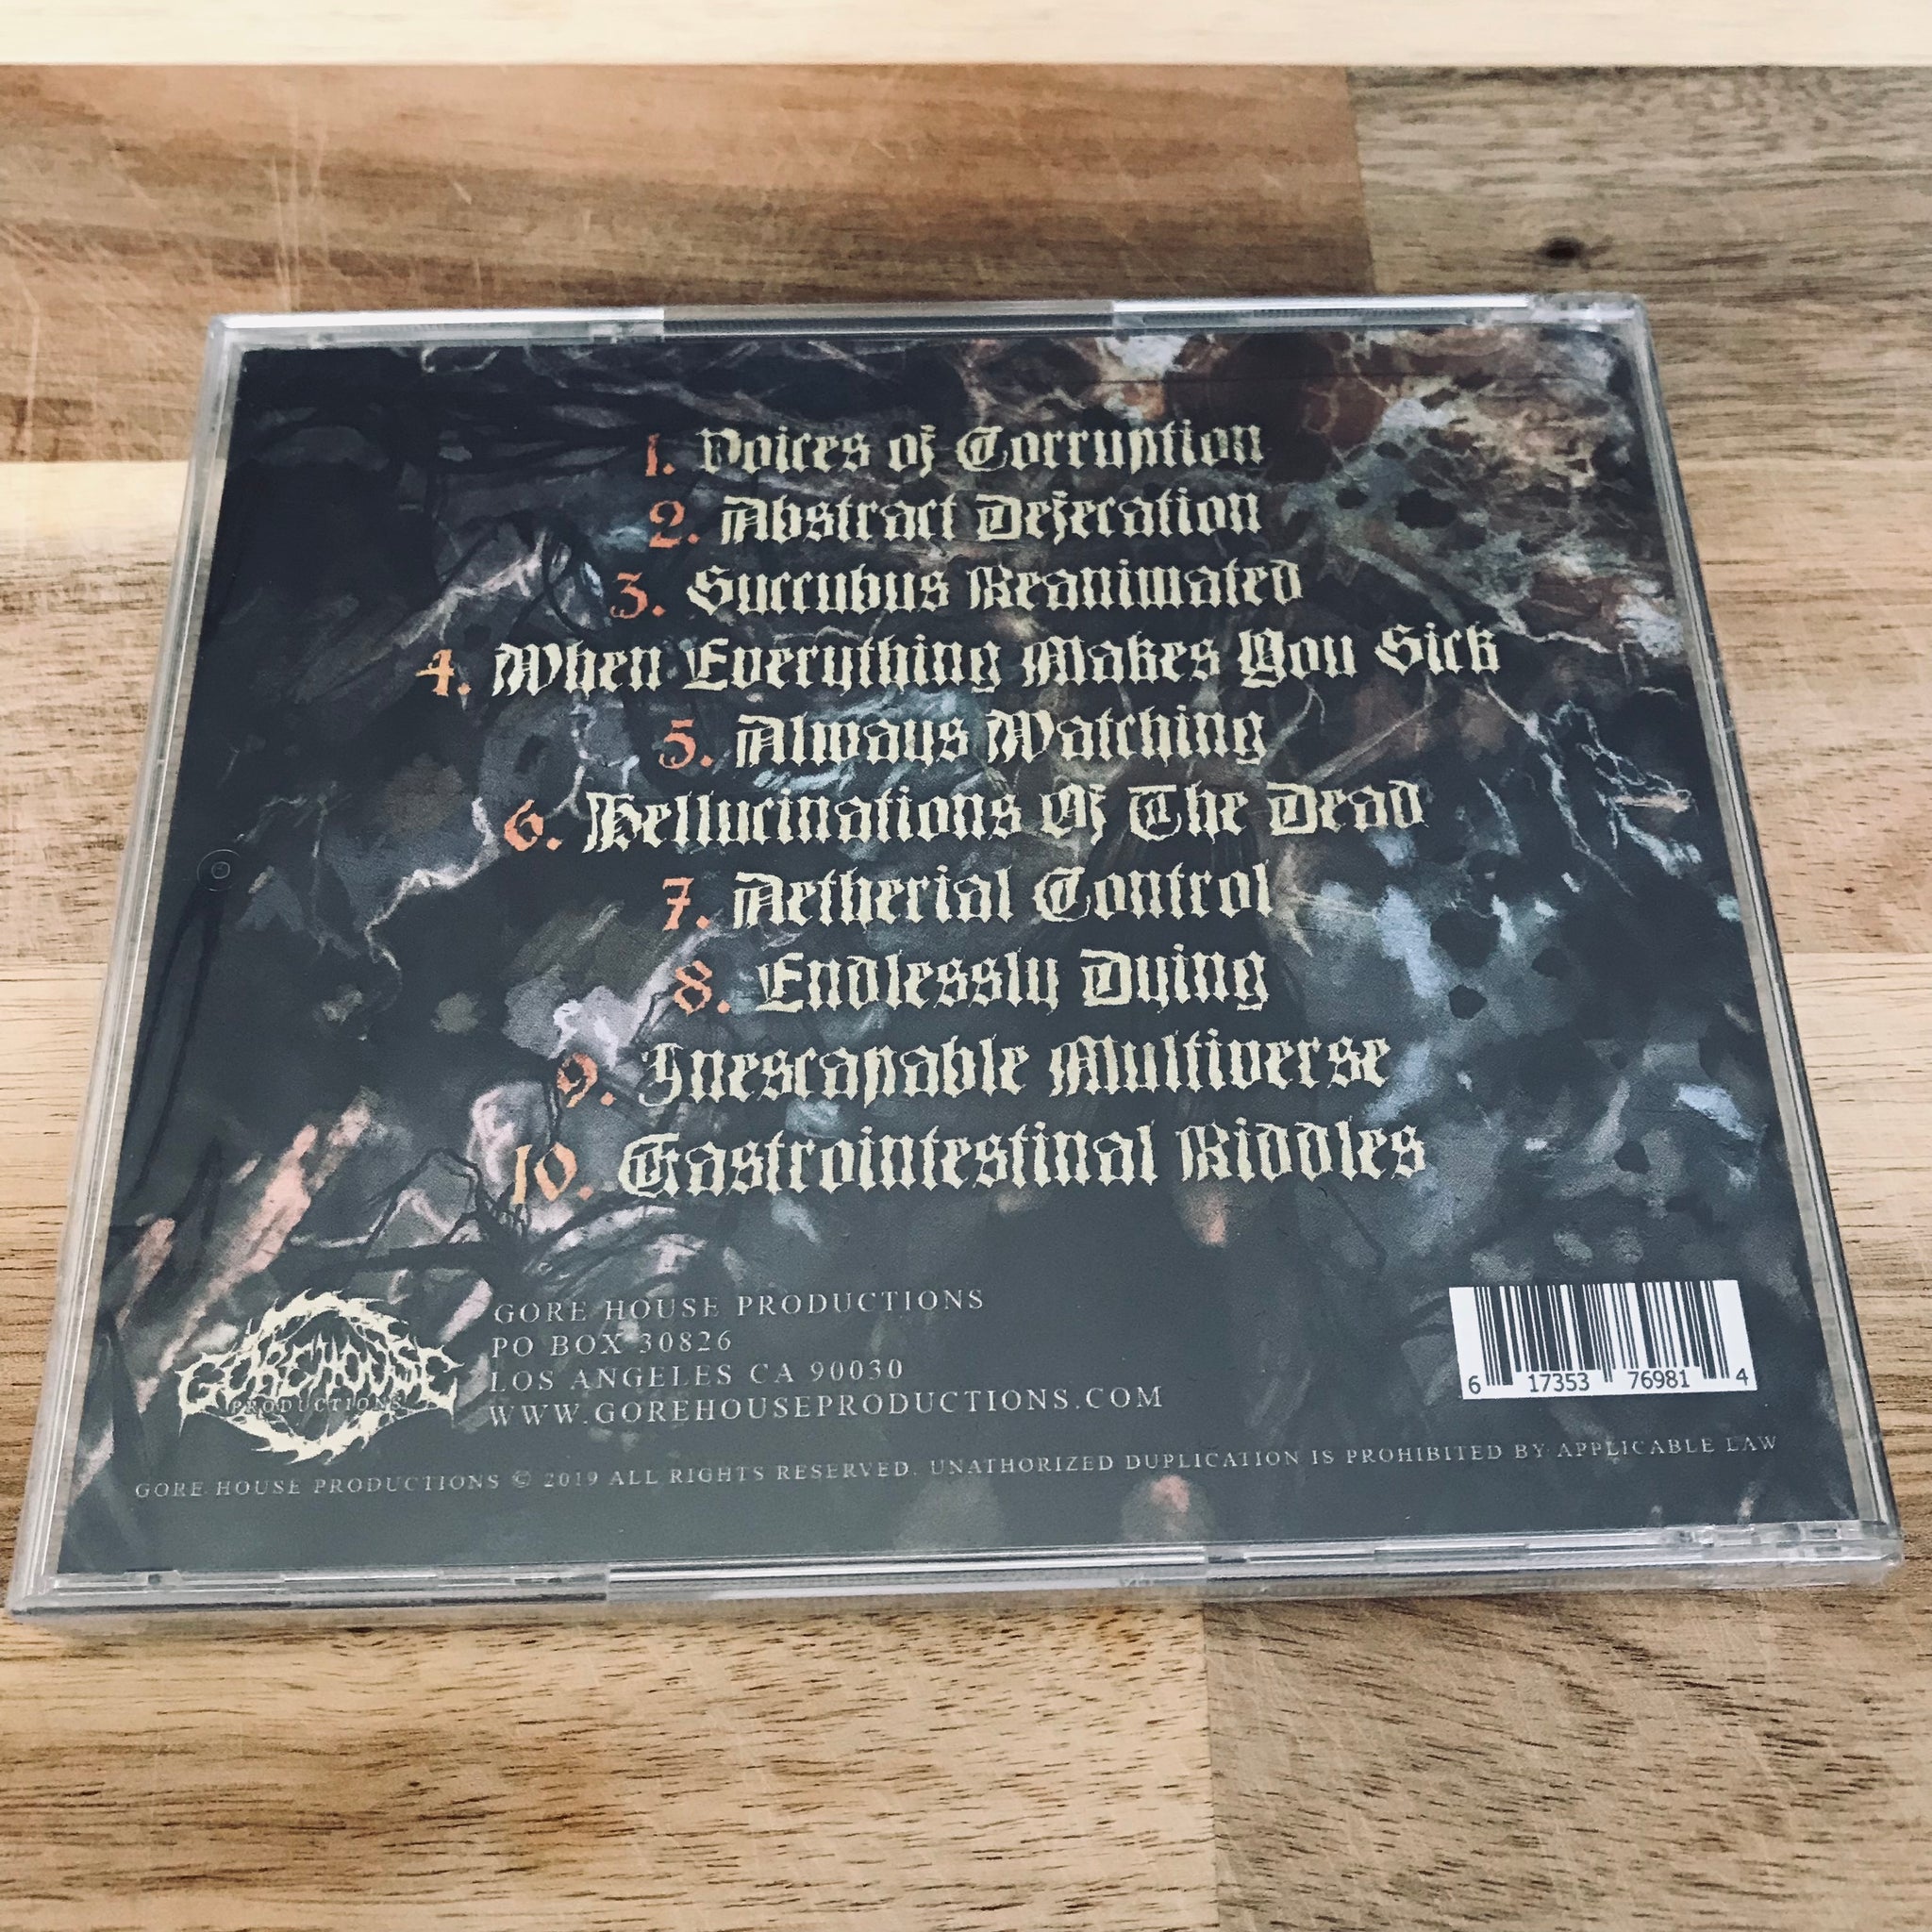 1. Voices of Corruption
2. Abstract Defecation
3. Succubus Reanimated
4. When Everything Makes You Sick
5. Always Watching
6. Hellucinations Of The Dead
7. Aetherial Control
8. Endlessly Dying
9. Inescapable Multiverse
10. Gastrointestinal Riddles
GOREHOUSE
PRODUCTIONS
GORE HOUSE PRODUCTIONS
PO BOX 30826
LOS ANGELES CA 90030
WWW.GOREHOUSEPRODUCTIONS.COM
6 17353 76981 4
GORE HOUSE PRODUCTIONS © 2019 ALL RIGHTS RESERVED. UNATHORIZED DUPLICATION IS PROHIBITED BY APPLICABLE LAW